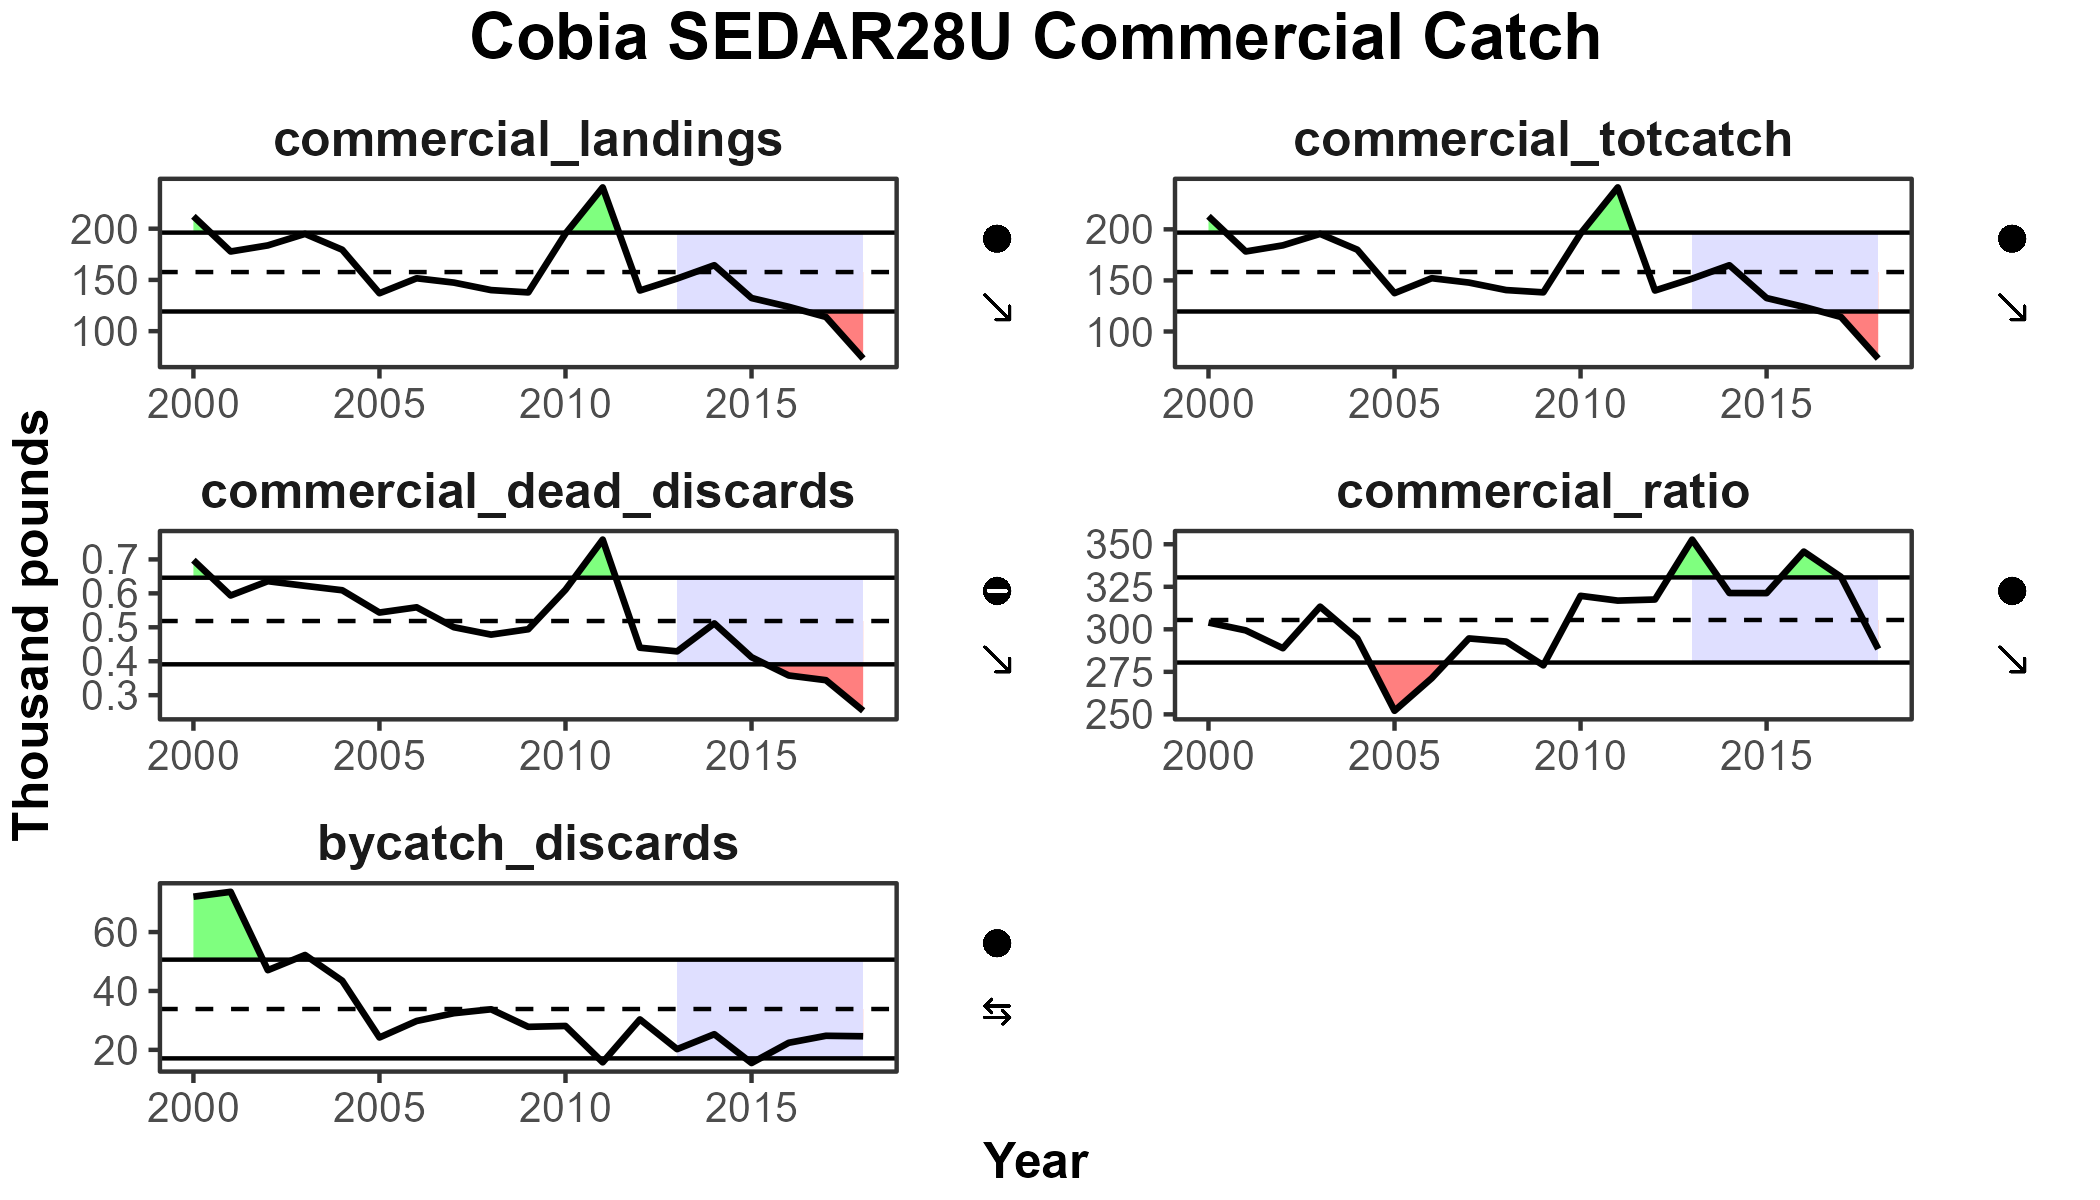 Cobia SEDAR28U Commercial Catch
commercial_landings
200
150
100
2000 2005 2010 2015
commercial_totcatch
200
150
100
2000 2005 2010 2015
Thousand pounds
commercial_dead_discards
0.7
0.6
0.5
0.4
0.3
2000 2005 2010 2015
commercial_ratio
350
325
300
275
250
2000 2005 2010 2015
bycatch_discards
60
40
20
2000 2005 2010 2015
Year